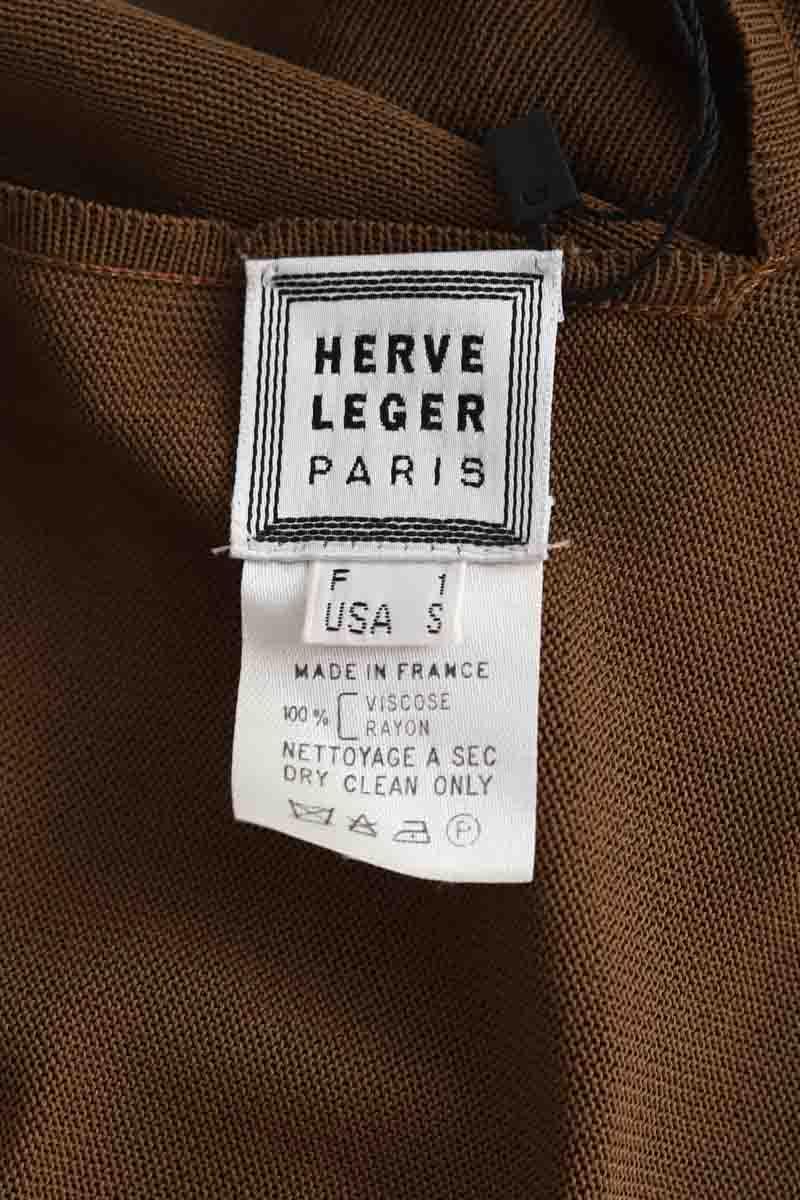 HERVE
LEGER
PARIS
F 1
USA S
MADE IN FRANCE
100 % VISCOSE
RAYON
NETTOYAGE A SEC
DRY CLEAN ONLY
P